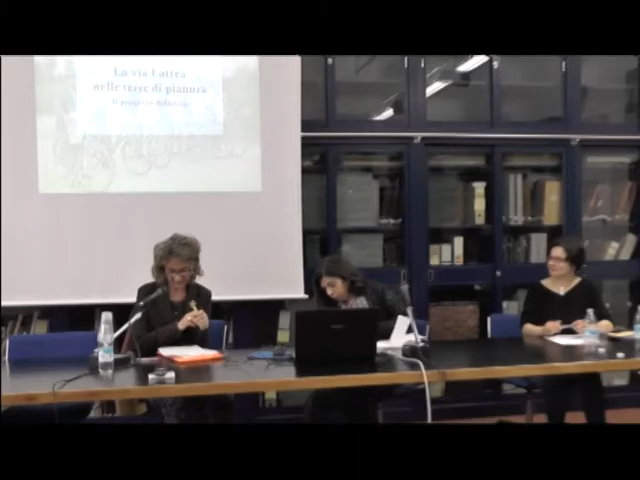 La via Lattea
nelle terre di pianura
Il progetto didattico